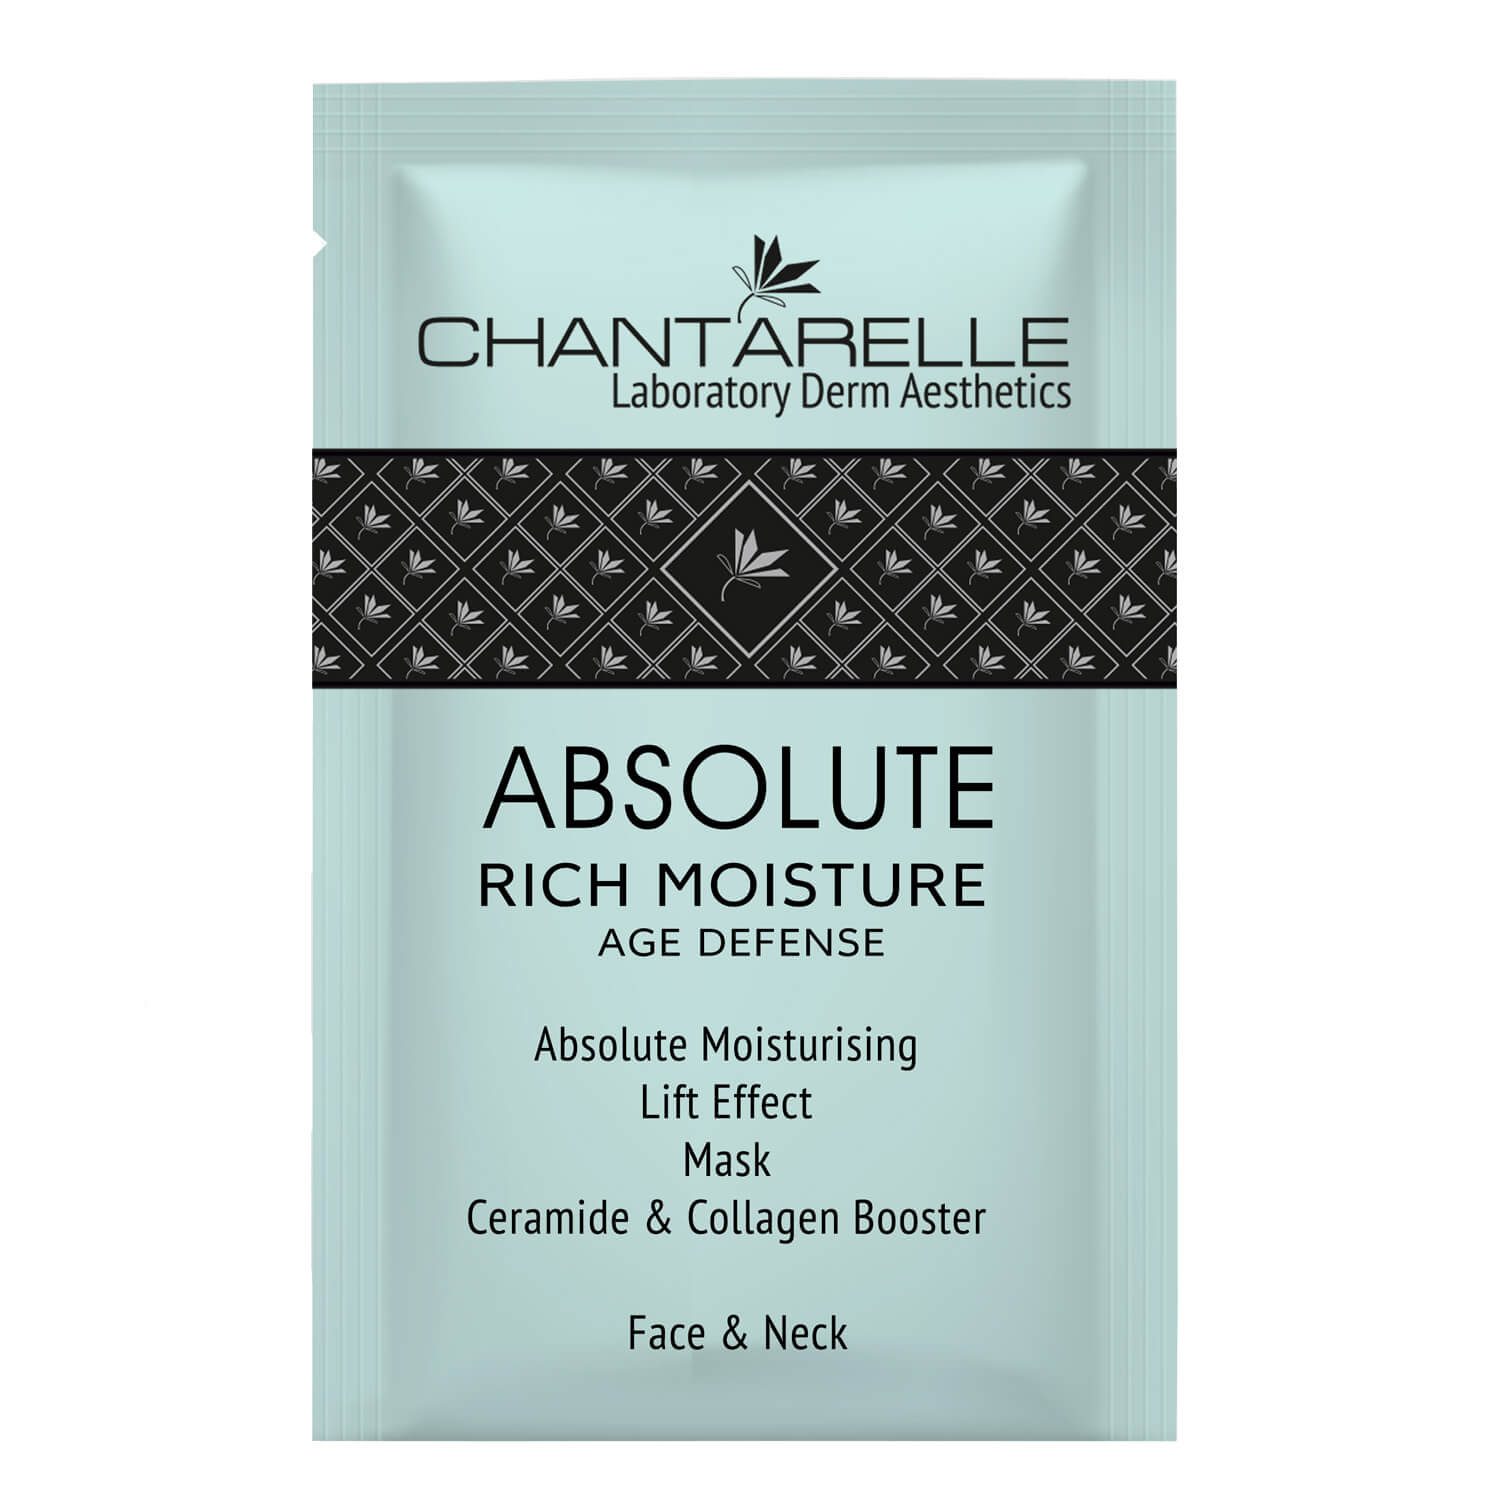 CHANTARELLE
Laboratory Derm Aesthetics
ABSOLUTE
RICH MOISTURE
AGE DEFENSE
Absolute Moisturising
Lift Effect
Mask
Ceramide & Collagen Booster
Face & Neck